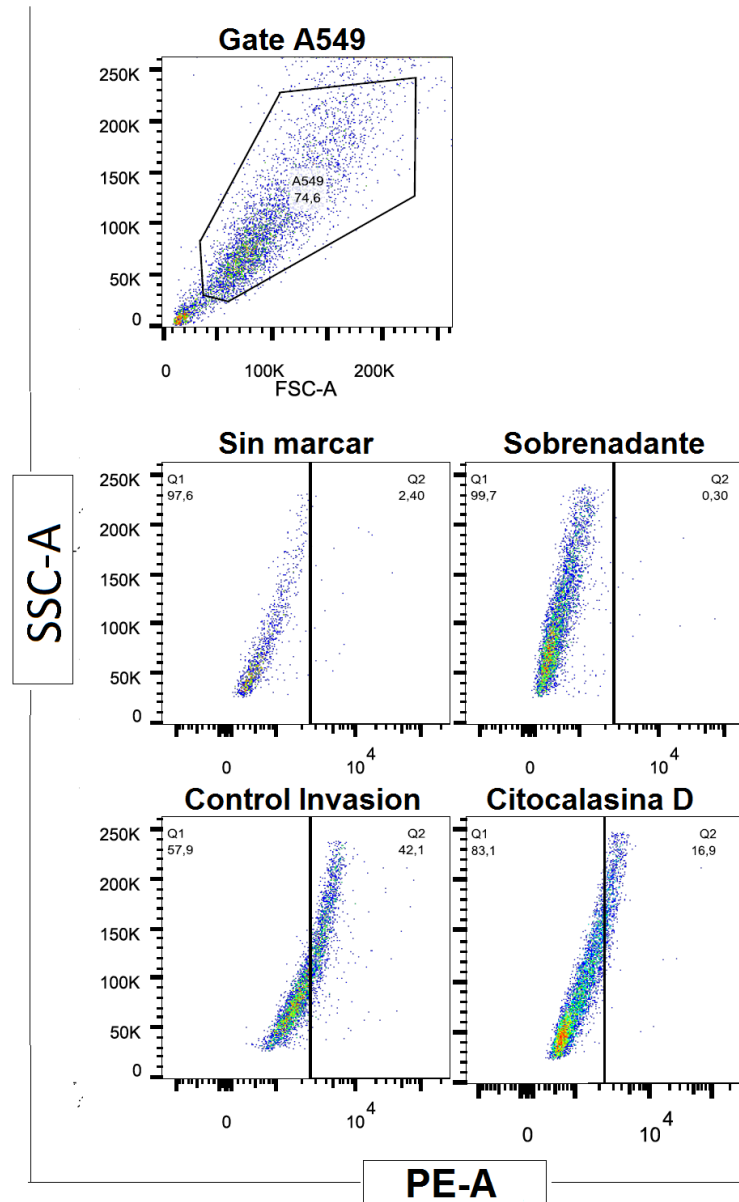 Gate A549
250K
200K
150K
100K
50K
0
A549
74,6
0 100K 200K
FSC-A
SSC-A
Sin marcar
250K
200K
150K
100K
50K
0
Q1
97,6
Q2
2,40
0 10^4
Sobrenadante
Q1
99,7
Q2
0,30
0 10^4
Control Invasion
250K
200K
150K
100K
50K
0
Q1
57,9
Q2
42,1
0 10^4
Citocalasina D
Q1
83,1
Q2
16,9
0 10^4
PE-A